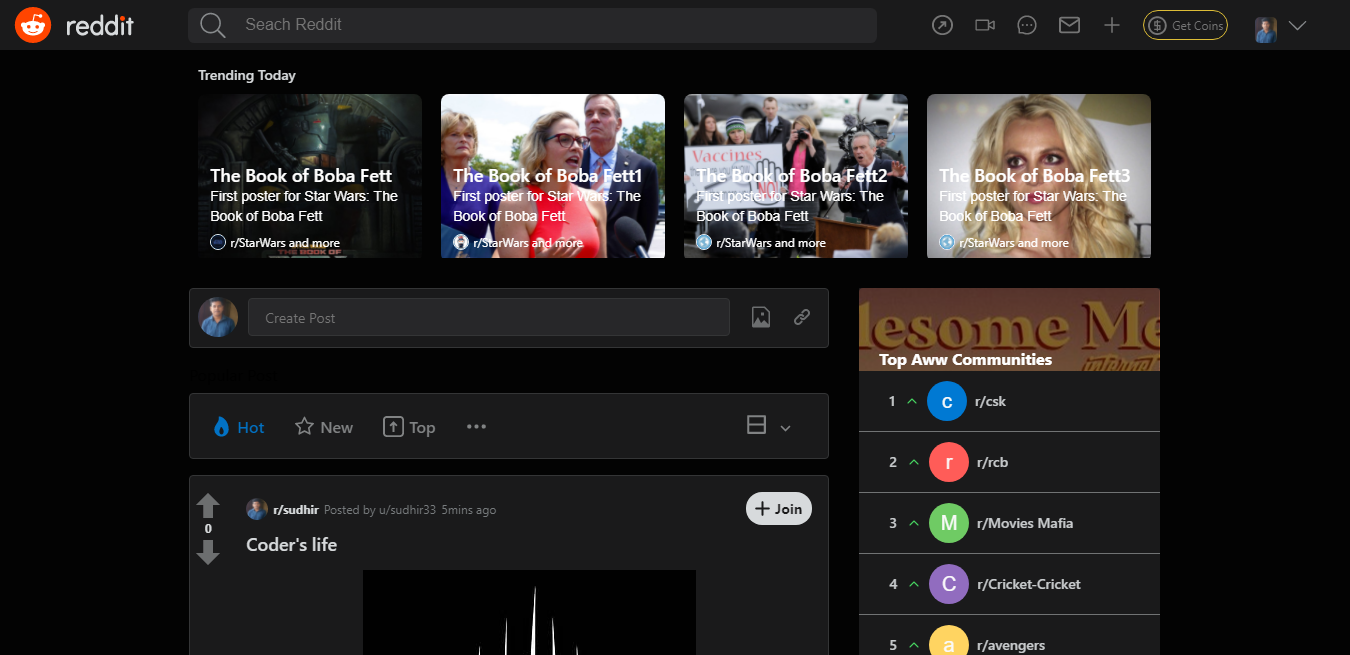 reddit
Seach Reddit
Get Coins
Trending Today
The Book of Boba Fett
First poster for Star Wars: The
Book of Boba Fett
r/StarWars and more
The Book of Boba Fett1
First poster for Star Wars: The
Book of Boba Fett
r/StarWars and more
Vaccines
NO
The Book of Boba Fett2
First poster for Star Wars: The
Book of Boba Fett
r/StarWars and more
The Book of Boba Fett3
First poster for Star Wars: The
Book of Boba Fett
r/StarWars and more
THE BOOK OF
Create Post
Hot
New
Top
0
r/sudhir Posted by u/sudhir33 5mins ago
Join
Coder's life
lesome Me
internet
Top Aww Communities
1 c r/csk
2 r r/rcb
3 M r/Movies Mafia
4 C r/Cricket-Cricket
5 a r/avengers